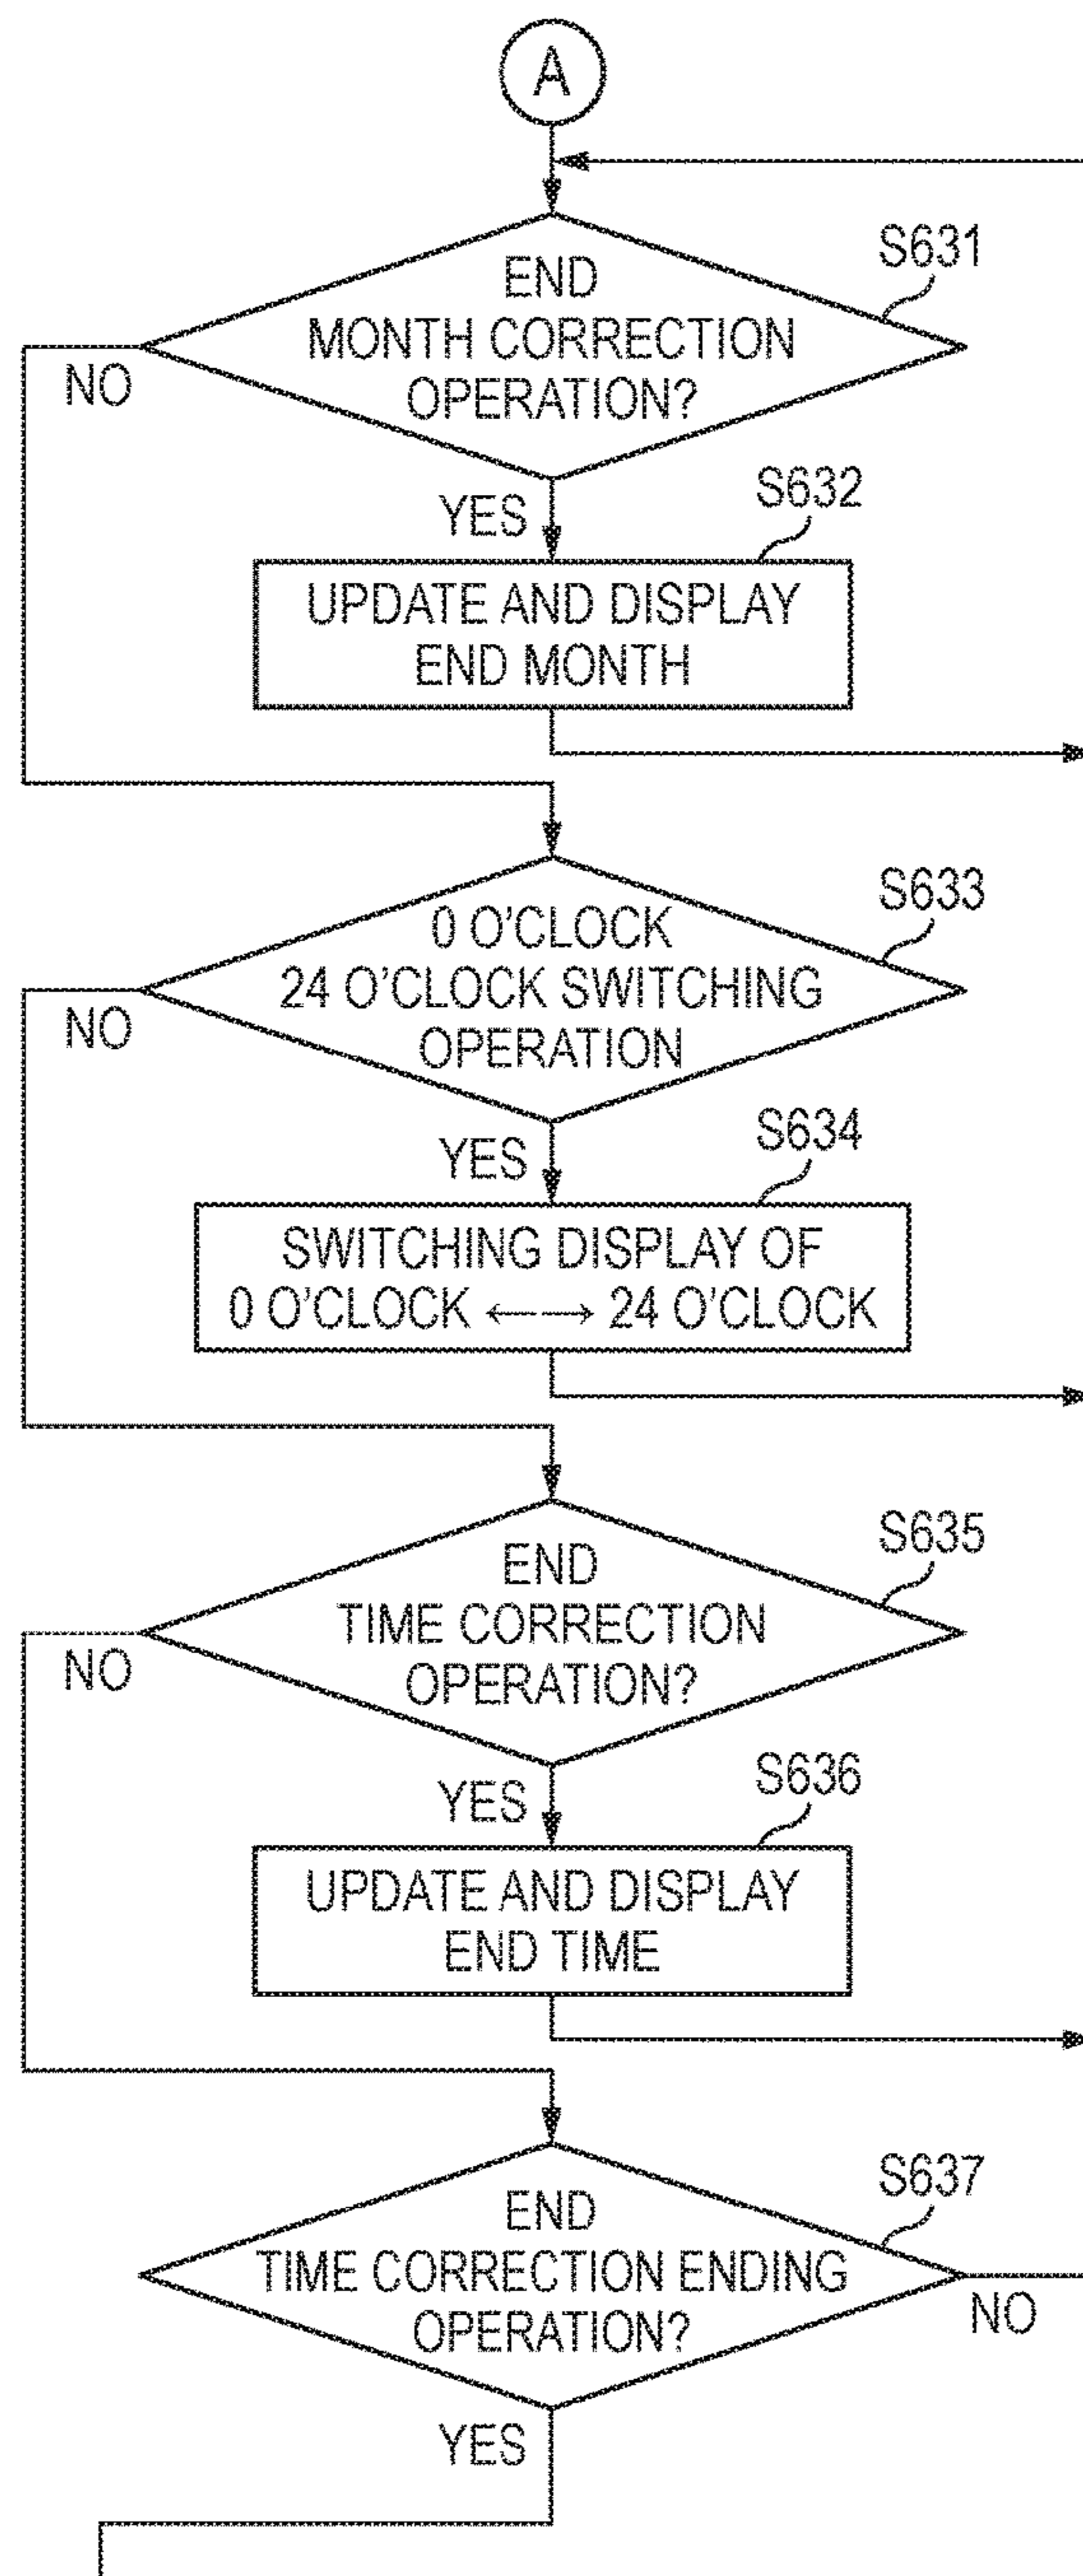 A
S631
END
MONTH CORRECTION
OPERATION?
NO
YES
S632
UPDATE AND DISPLAY
END MONTH
S633
0 O'CLOCK
24 O'CLOCK SWITCHING
OPERATION
NO
YES
S634
SWITCHING DISPLAY OF
0 O'CLOCK ←→ 24 O'CLOCK
S635
END
TIME CORRECTION
OPERATION?
NO
YES
S636
UPDATE AND DISPLAY
END TIME
S637
END
TIME CORRECTION ENDING
OPERATION?
NO
YES